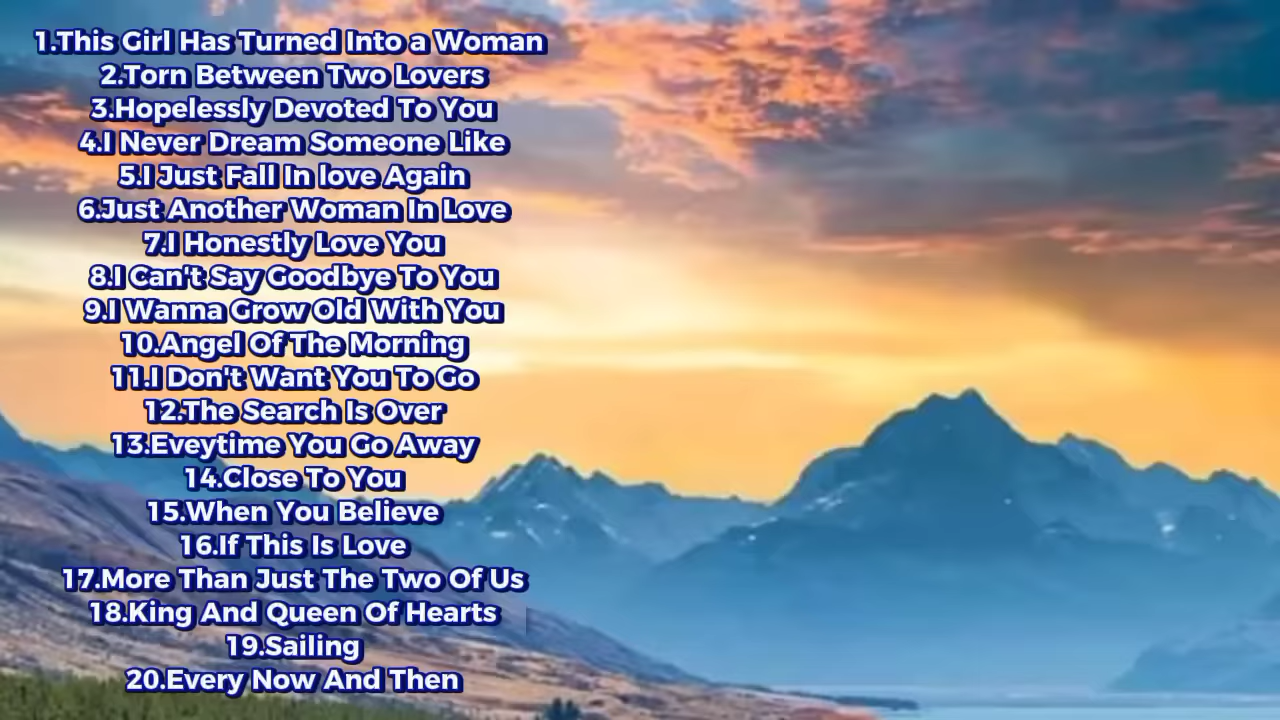 1.This Girl Has Turned Into a Woman
2.Torn Between Two Lovers
3.Hopelessly Devoted To You
4.I Never Dream Someone Like
5.I Just Fall In love Again
6.Just Another Woman In Love
7.I Honestly Love You
8.I Can't Say Goodbye To You
9.I Wanna Grow Old With You
10.Angel Of The Morning
11.I Don't Want You To Go
12.The Search Is Over
13.Eveytime You Go Away
14.Close To You
15.When You Believe
16.If This Is Love
17.More Than Just The Two Of Us
18.King And Queen Of Hearts
19.Sailing
20.Every Now And Then